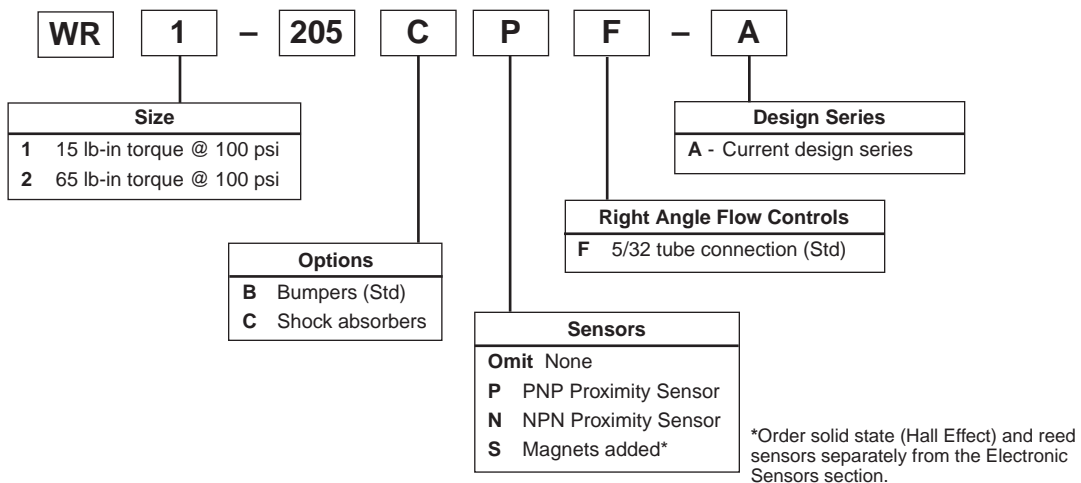 WR 1 – 205 C P F – A
Size
1 15 lb-in torque @ 100 psi
2 65 lb-in torque @ 100 psi
Design Series
A - Current design series
Right Angle Flow Controls
F 5/32 tube connection (Std)
Options
B Bumpers (Std)
C Shock absorbers
Sensors
Omit None
P PNP Proximity Sensor
N NPN Proximity Sensor
S Magnets added*
*Order solid state (Hall Effect) and reed
sensors separately from the Electronic
Sensors section.